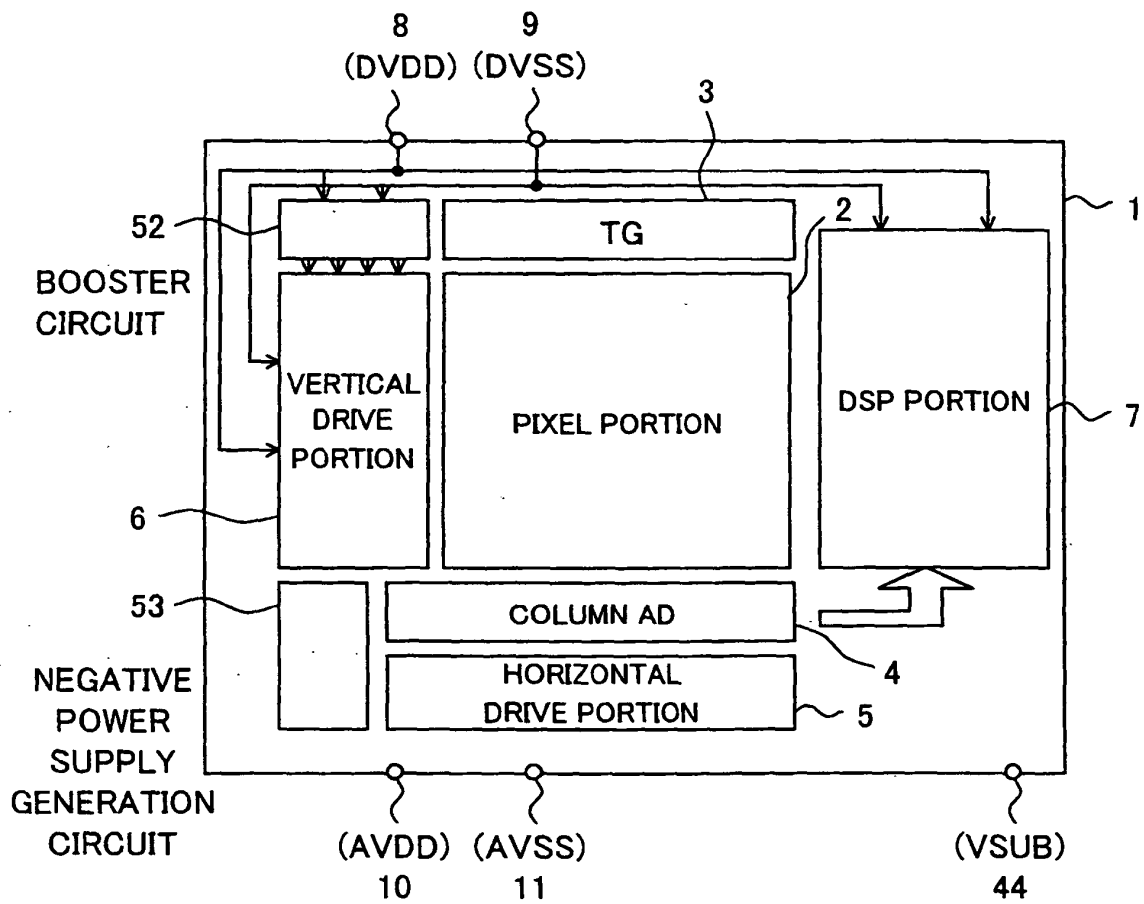 8
9
(DVDD) (DVSS)
3
52
TG
2
1
BOOSTER
CIRCUIT
VERTICAL
DRIVE
PORTION
PIXEL PORTION
DSP PORTION
7
6
53
COLUMN AD
4
NEGATIVE
POWER
SUPPLY
GENERATION
CIRCUIT
HORIZONTAL
DRIVE PORTION
5
(AVDD) (AVSS)
(VSUB)
10
11
44